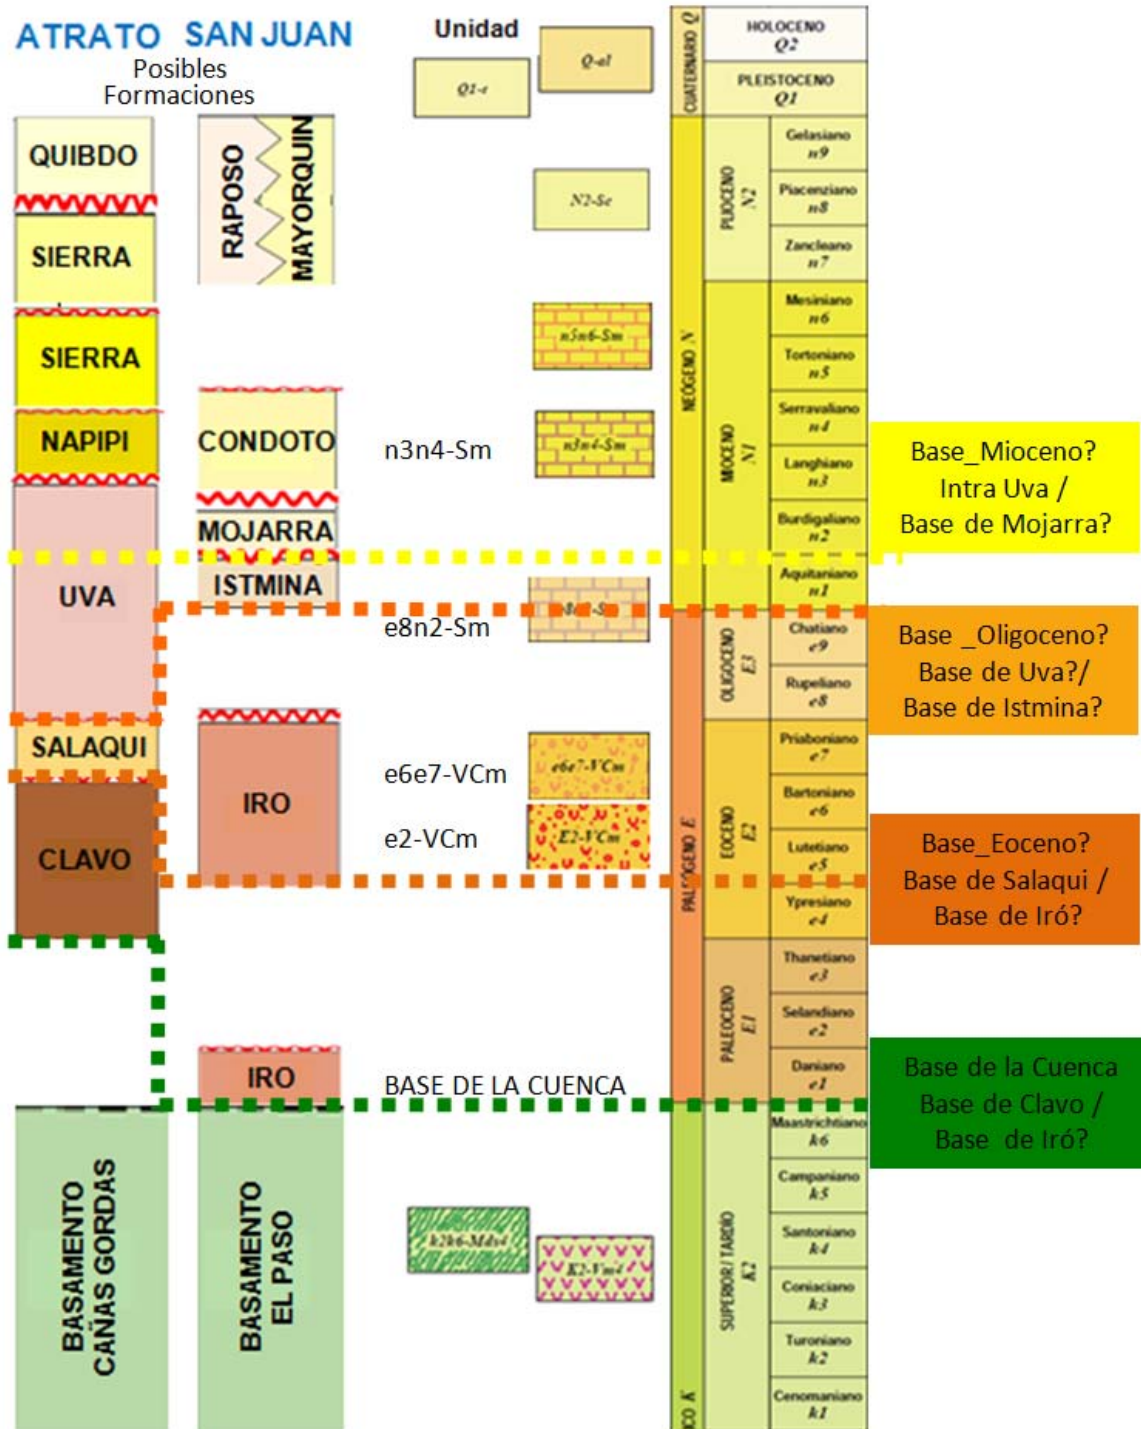 ATRATO SAN JUAN
Posibles
Formaciones
QUIBDO
SIERRA
SIERRA
NAPIPI
UVA
SALAQUI
CLAVO
BASAMENTO
CAÑAS GORDAS
RAPOSO
MAYORQUIN
CONDOTO
MOJARRA
ISTMINA
IRO
IRO
BASAMENTO
EL PASO
Unidad
Q-al
Q1-t
N2-Sc
n5n6-Sm
n3n4-Sm
n3n4-Sm
e8n2-Sm
e6e7-VCm
e6e7-VCm
e2-VCm
E2-VCm
BASE DE LA CUENCA
k2k6-Mds4
K2-Vm4
CUATERNARIO Q
HOLOCENO
Q2
PLEISTOCENO
Q1
NEÓGENO N
PLIOCENO
N2
Gelasiano
n9
Piacenziano
n8
Zancleano
n7
MIOCENO
N1
Mesiniano
n6
Tortoniano
n5
Serravaliano
n4
Langhiano
n3
Burdigaliano
n2
Aquitaniano
n1
PALEÓGENO E
OLIGOCENO
E3
Chatiano
e9
Rupeliano
e8
EOCENO
E2
Priaboniano
e7
Bartoniano
e6
Lutetiano
e5
Ypresiano
e4
PALEOCENO
E1
Thanetiano
e3
Selandiano
e2
Daniano
e1
SUPERIOR/TARDÍO
K2
Maastrichtiano
k6
Campaniano
k5
Santoniano
k4
Coniaciano
k3
Turoniano
k2
Cenomaniano
k1
ICO K
Base_Mioceno?
Intra Uva /
Base de Mojarra?
Base _Oligoceno?
Base de Uva?/
Base de Istmina?
Base_Eoceno?
Base de Salaqui /
Base de Iró?
Base de la Cuenca
Base de Clavo /
Base de Iró?